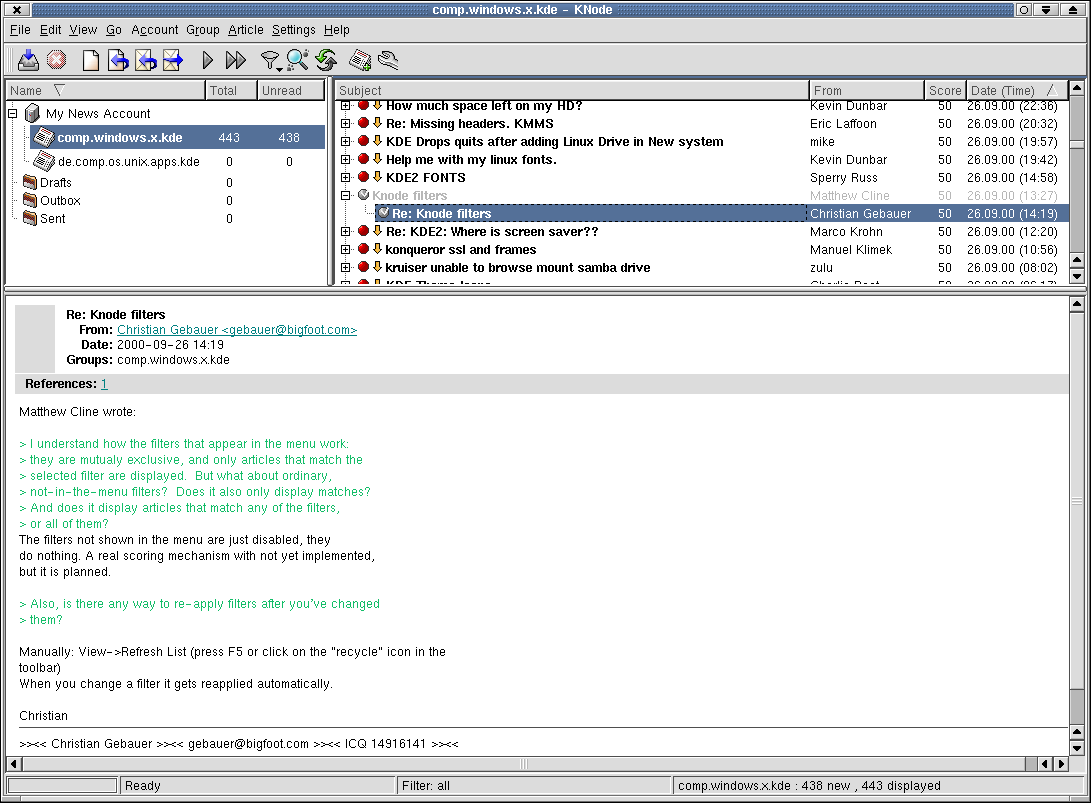 comp.windows.x.kde - KNode
File Edit View Go Account Group Article Settings Help
Name Total Unread
My News Account
comp.windows.x.kde 443 438
de.comp.os.unix.apps.kde 0 0
Drafts 0
Outbox 0
Sent 0
Subject From Score Date (Time)
How much space left on my HD? Kevin Dunbar 50 26.09.00 (22:36)
Re: Missing headers. KMMS Eric Laffoon 50 26.09.00 (20:32)
KDE Drops quits after adding Linux Drive in New system mike 50 26.09.00 (19:57)
Help me with my linux fonts. Kevin Dunbar 50 26.09.00 (19:42)
KDE2 FONTS Sperry Russ 50 26.09.00 (14:58)
Knode filters Matthew Cline 50 26.09.00 (13:27)
Re: Knode filters Christian Gebauer 50 26.09.00 (14:19)
Re: KDE2: Where is screen saver?? Marco Krohn 50 26.09.00 (12:20)
konqueror ssl and frames Manuel Klimek 50 26.09.00 (10:56)
kruiser unable to browse mount samba drive zulu 50 26.09.00 (08:02)
Re: Knode filters
From: Christian Gebauer <gebauer@bigfoot.com>
Date: 2000-09-26 14:19
Groups: comp.windows.x.kde
References: 1
Matthew Cline wrote:
> I understand how the filters that appear in the menu work:
> they are mutualy exclusive, and only articles that match the
> selected filter are displayed.  But what about ordinary,
> not-in-the-menu filters?  Does it also only display matches?
> And does it display articles that match any of the filters,
> or all of them?
The filters not shown in the menu are just disabled, they
do nothing. A real scoring mechanism with not yet implemented,
but it is planned.
> Also, is there any way to re-apply filters after you've changed
> them?
Manually: View->Refresh List (press F5 or click on the "recycle" icon in the
toolbar)
When you change a filter it gets reapplied automatically.
Christian
>><< Christian Gebauer >><< gebauer@bigfoot.com >><< ICQ 14916141 >><<
Ready Filter: all comp.windows.x.kde : 438 new , 443 displayed